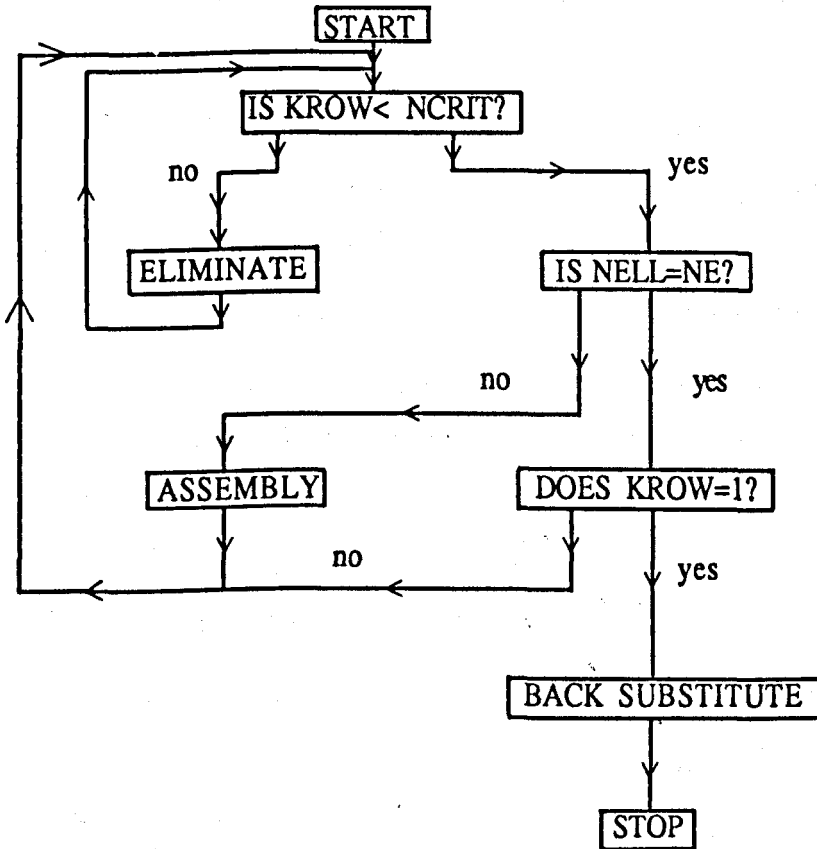 START
IS KROW< NCRIT?
no
yes
ELIMINATE
IS NELL=NE?
no
yes
ASSEMBLY
DOES KROW=1?
no
yes
BACK SUBSTITUTE
STOP